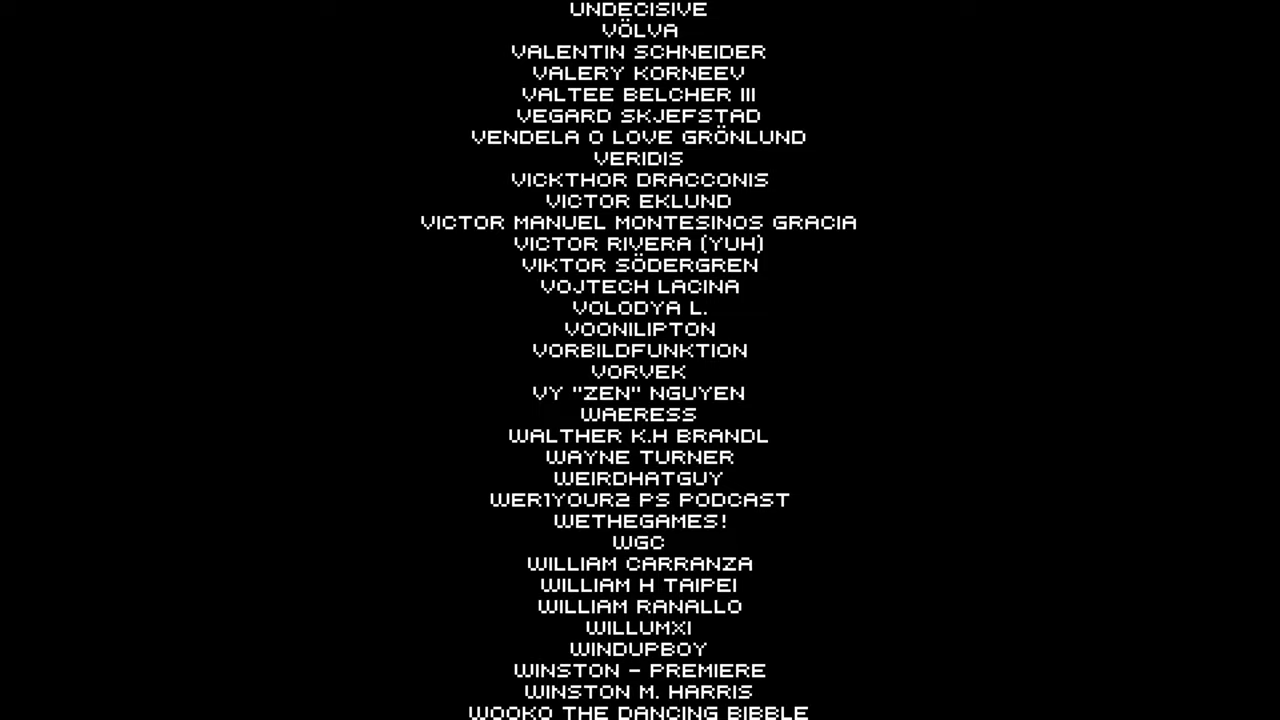 UNDECISIVE
VÖLVA
VALENTIN SCHNEIDER
VALERY KORNEEV
VALTEE BELCHER III
VEGARD SKJEFSTAD
VENDELA O LOVE GRÖNLUND
VERIDIS
VICKTHOR DRACCONIS
VICTOR EKLUND
VICTOR MANUEL MONTESINOS GRACIA
VICTOR RIVERA (YUH)
VIKTOR SÖDERGREN
VOJTECH LACINA
VOLODYA L.
VOONILIPTON
VORBILDFUNKTION
VORVEK
VY "ZEN" NGUYEN
WAERESS
WALTHER K.H BRANDL
WAYNE TURNER
WEIRDHATGUY
WER1YOUR2 PS PODCAST
WETHEGAMES!
WGC
WILLIAM CARRANZA
WILLIAM H TAIPEI
WILLIAM RANALLO
WILLUMXI
WINDUPBOY
WINSTON - PREMIERE
WINSTON M. HARRIS
WOOKO THE DANCING BIBBLE